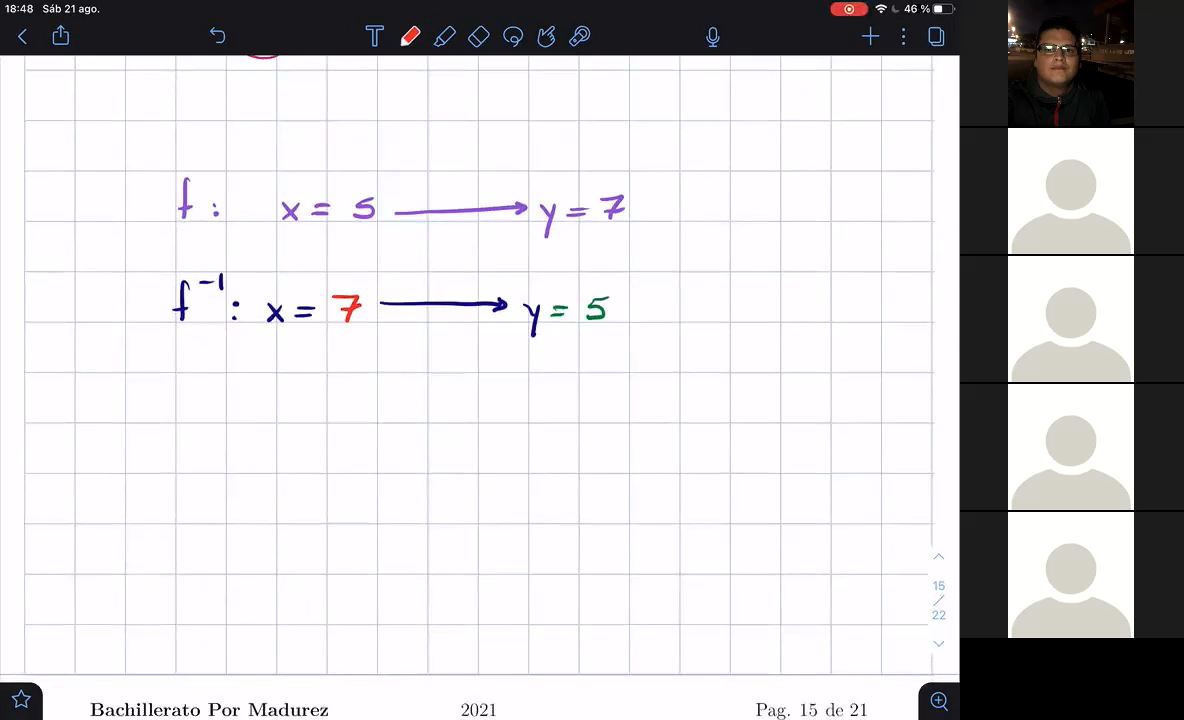 18:48 Sáb 21 ago. 46 %
f: x = 5 ⟶ y = 7
f⁻¹: x = 7 ⟶ y = 5
15
/
22
Bachillerato Por Madurez 2021 Pag. 15 de 21